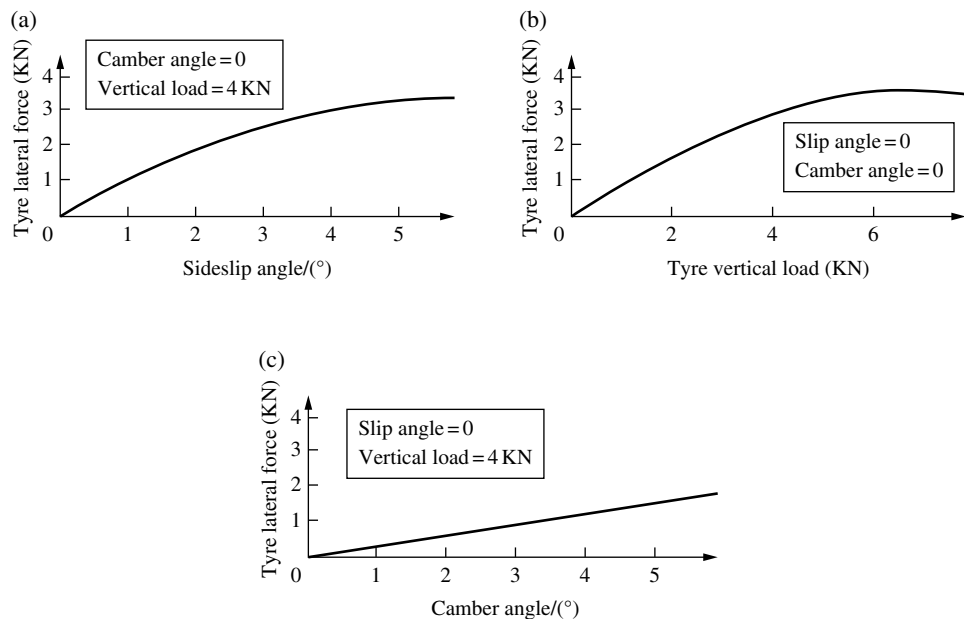 (a)
Tyre lateral force (KN)
4
3
2
1
0
Camber angle = 0
Vertical load = 4 KN
1 2 3 4 5
Sideslip angle/(°)
(b)
Tyre lateral force (KN)
4
3
2
1
0
Slip angle = 0
Camber angle = 0
2 4 6
Tyre vertical load (KN)
(c)
Tyre lateral force (KN)
4
3
2
1
0
Slip angle = 0
Vertical load = 4 KN
1 2 3 4 5
Camber angle/(°)